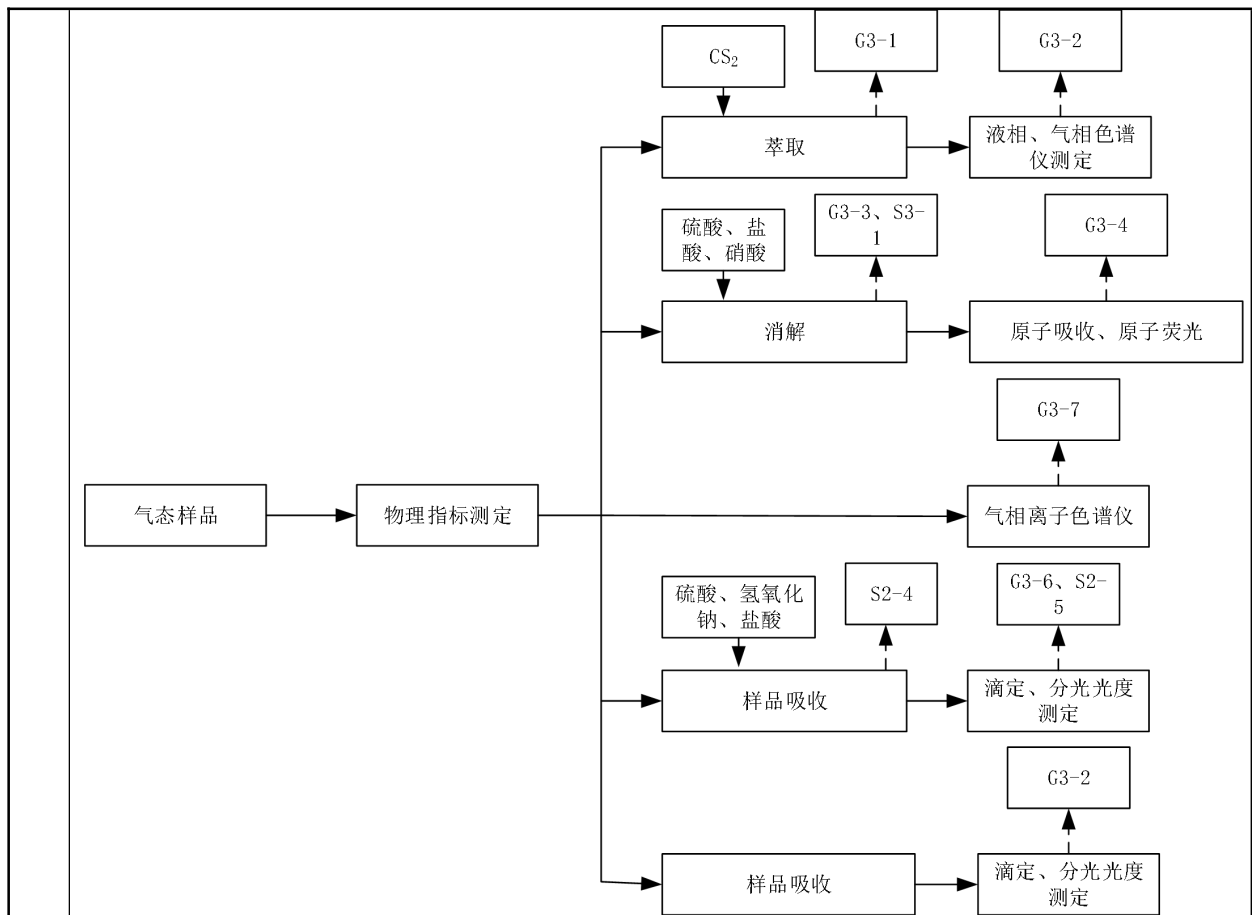 G3-1
G3-2
CS₂
萃取
液相、气相色谱
仪测定
G3-3、S3-
1
G3-4
硫酸、盐
酸、硝酸
消解
原子吸收、原子荧光
G3-7
气态样品
物理指标测定
气相离子色谱仪
硫酸、氢氧化
钠、盐酸
S2-4
G3-6、S2-
5
样品吸收
滴定、分光光度
测定
G3-2
样品吸收
滴定、分光光度
测定